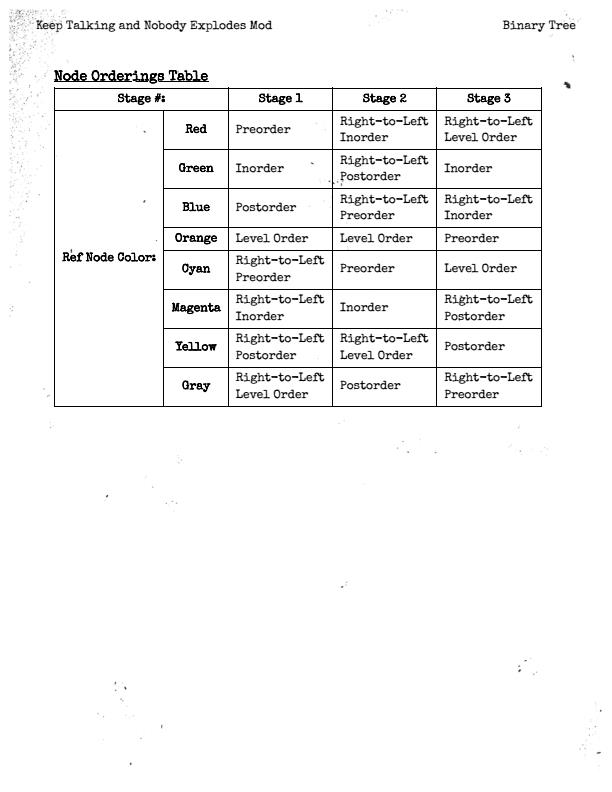 Keep Talking and Nobody Explodes Mod
Binary Tree
Node Orderings Table
Stage #: Stage 1 Stage 2 Stage 3
Ref Node Color:
Red Preorder Right-to-Left Inorder Right-to-Left Level Order
Green Inorder Right-to-Left Postorder Inorder
Blue Postorder Right-to-Left Preorder Right-to-Left Inorder
Orange Level Order Level Order Preorder
Cyan Right-to-Left Preorder Preorder Level Order
Magenta Right-to-Left Inorder Inorder Right-to-Left Postorder
Yellow Right-to-Left Postorder Right-to-Left Level Order Postorder
Gray Right-to-Left Level Order Postorder Right-to-Left Preorder